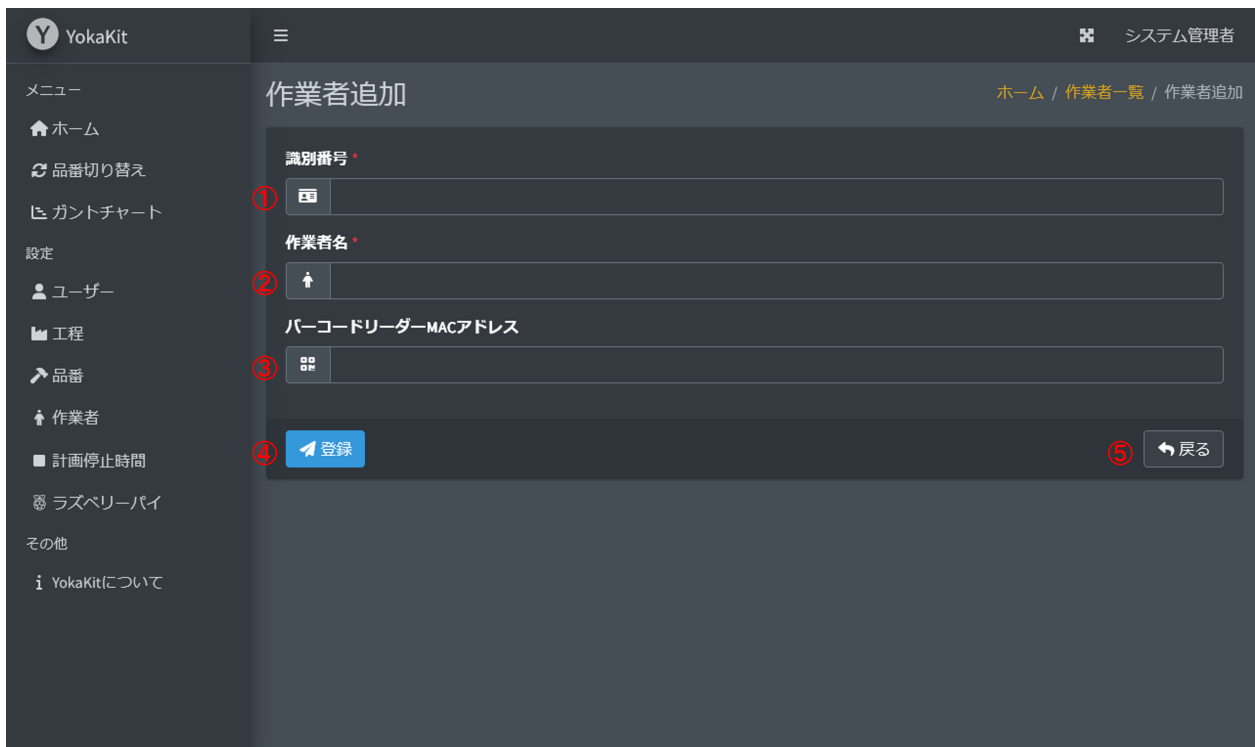 Y YokaKit
システム管理者
メニュー
ホーム
品番切り替え
ガントチャート
設定
ユーザー
工程
品番
作業者
計画停止時間
ラズベリーパイ
その他
YokaKitについて
作業者追加
ホーム / 作業者一覧 / 作業者追加
識別番号 *
①
作業者名 *
②
バーコードリーダーMACアドレス
③
④ 登録
⑤ 戻る